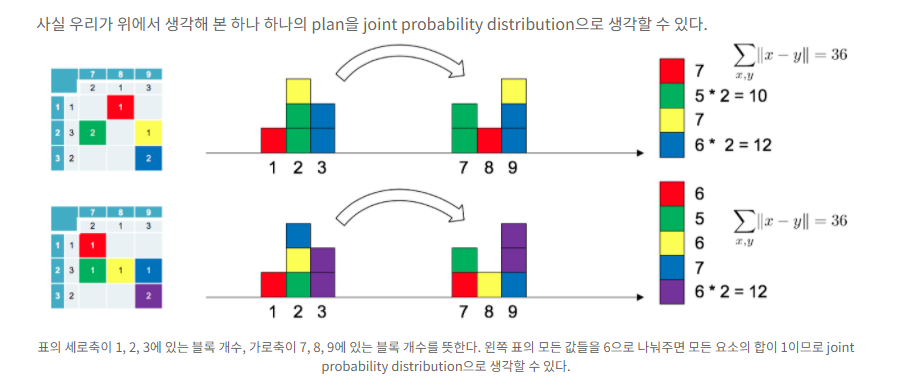 사실 우리가 위에서 생각해 본 하나 하나의 plan을 joint probability distribution으로 생각할 수 있다.
7 8 9
2 1 3
1 1 1
2 3 2 1
3 2 2
1 2 3
7 8 9
7
5 * 2 = 10
7
6 * 2 = 12
∑||x − y|| = 36
x,y
7 8 9
2 1 3
1 1 1
2 3 1 1 1
3 2 2
1 2 3
7 8 9
6
5
6
7
6 * 2 = 12
∑||x − y|| = 36
x,y
표의 세로축이 1, 2, 3에 있는 블록 개수, 가로축이 7, 8, 9에 있는 블록 개수를 뜻한다. 왼쪽 표의 모든 값들을 6으로 나눠주면 모든 요소의 합이 1이므로 joint
probability distribution으로 생각할 수 있다.